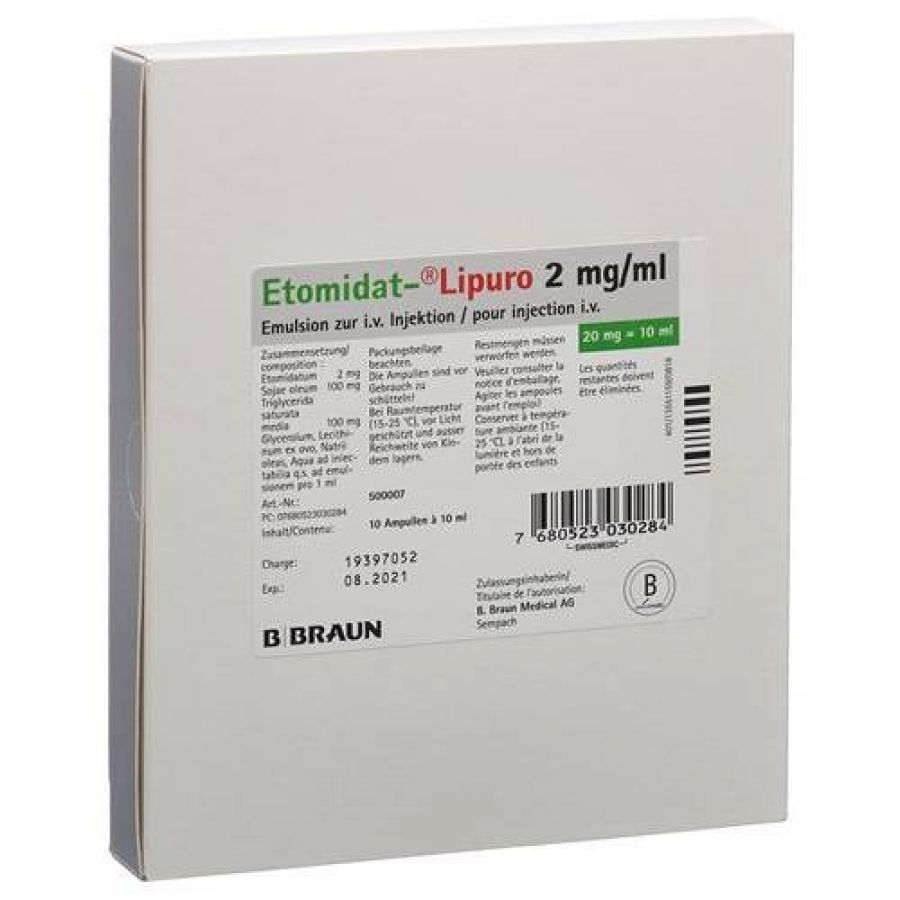 Etomidat-®Lipuro 2 mg/ml
Emulsion zur i.v. Injektion / pour injection i.v.
20 mg = 10 ml
Zusammensetzung/
composition :
Etomidatum 2 mg
Sojae oleum 100 mg
Triglycerida
saturata
media 100 mg
Glycerolum, Lecithi-
num ex ovo, Natrii
oleas, Aqua ad iniec-
tabilia q.s. ad emul-
sionem pro 1 ml
Packungsbeilage
beachten.
Die Ampullen sind vor
Gebrauch zu
schütteln!
Bei Raumtemperatur
(15-25 °C), vor Licht
geschützt und ausser
Reichweite von Kin-
dern lagern.
Restmengen müssen
verworfen werden.
Veuillez consulter la
notice d'emballage.
Agiter les ampoules
avant l'emploi!
Conserver à tempéra-
ture ambiante (15-
25 °C), à l'abri de la
lumière et hors de
portée des enfants
Les quantités
restantes doivent
être éliminées.
Art.-Nr.: 500007
PC: 07680523030284
Inhalt/Contenu: 10 Ampullen à 10 ml
7 680523 030284
SWISSMEDIC
Charge: 19397052
Exp.: 08.2021
Zulassungsinhaberin/
Titulaire de l'autorisation:
B. Braun Medical AG
Sempach
B
B|BRAUN